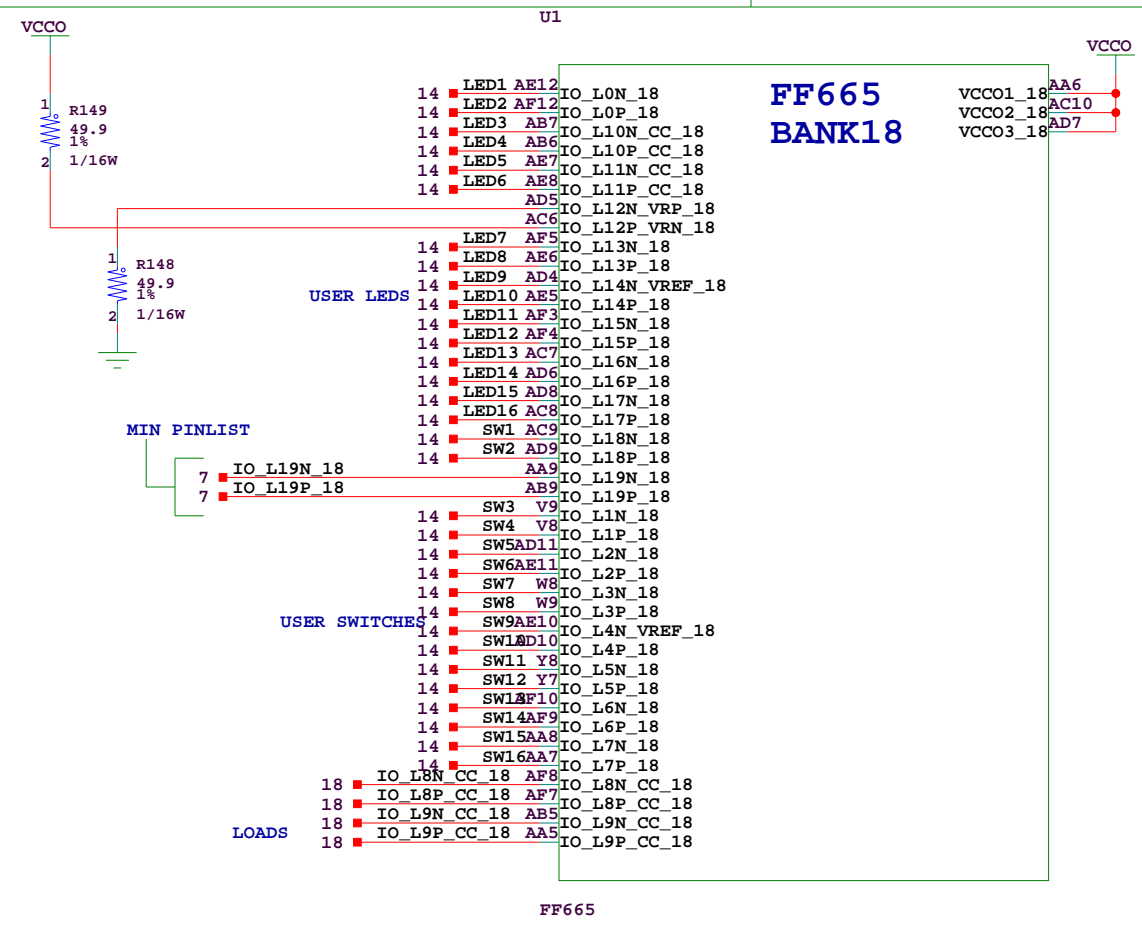 U1
VCCO
VCCO
FF665
BANK18
14 LED1 AE12 IO_L0N_18
14 LED2 AF12 IO_L0P_18
14 LED3 AB7 IO_L10N_CC_18
14 LED4 AB6 IO_L10P_CC_18
14 LED5 AE7 IO_L11N_CC_18
14 LED6 AE8 IO_L11P_CC_18
AD5 IO_L12N_VRP_18
AC6 IO_L12P_VRN_18
14 LED7 AF5 IO_L13N_18
14 LED8 AE6 IO_L13P_18
14 LED9 AD4 IO_L14N_VREF_18
14 LED10 AE5 IO_L14P_18
14 LED11 AF3 IO_L15N_18
14 LED12 AF4 IO_L15P_18
14 LED13 AC7 IO_L16N_18
14 LED14 AD6 IO_L16P_18
14 LED15 AD8 IO_L17N_18
14 LED16 AC8 IO_L17P_18
14 SW1 AC9 IO_L18N_18
14 SW2 AD9 IO_L18P_18
7 IO_L19N_18 AA9 IO_L19N_18
7 IO_L19P_18 AB9 IO_L19P_18
14 SW3 V9 IO_L1N_18
14 SW4 V8 IO_L1P_18
14 SW5 AD11 IO_L2N_18
14 SW6 AE11 IO_L2P_18
14 SW7 W8 IO_L3N_18
14 SW8 W9 IO_L3P_18
14 SW9 AE10 IO_L4N_VREF_18
14 SW10 AD10 IO_L4P_18
14 SW11 Y8 IO_L5N_18
14 SW12 Y7 IO_L5P_18
14 SW13 AF10 IO_L6N_18
14 SW14 AF9 IO_L6P_18
14 SW15 AA8 IO_L7N_18
14 SW16 AA7 IO_L7P_18
18 IO_L8N_CC_18 AF8 IO_L8N_CC_18
18 IO_L8P_CC_18 AF7 IO_L8P_CC_18
18 IO_L9N_CC_18 AB5 IO_L9N_CC_18
18 IO_L9P_CC_18 AA5 IO_L9P_CC_18
VCCO1_18 AA6
VCCO2_18 AC10
VCCO3_18 AD7
1
R149
49.9
1%
2 1/16W
1
R148
49.9
1%
2 1/16W
USER LEDS
MIN PINLIST
USER SWITCHES
LOADS
FF665